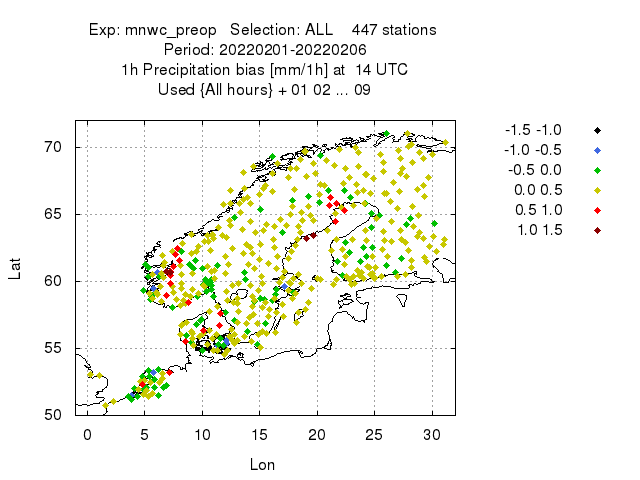 Exp: mnwc_preop   Selection: ALL    447 stations
Period: 20220201-20220206
1h Precipitation bias [mm/1h] at  14 UTC
Used {All hours} + 01 02 ... 09
-1.5 -1.0
-1.0 -0.5
-0.5 0.0
0.0 0.5
0.5 1.0
1.0 1.5
70
65
60
55
50
Lat
0 5 10 15 20 25 30
Lon